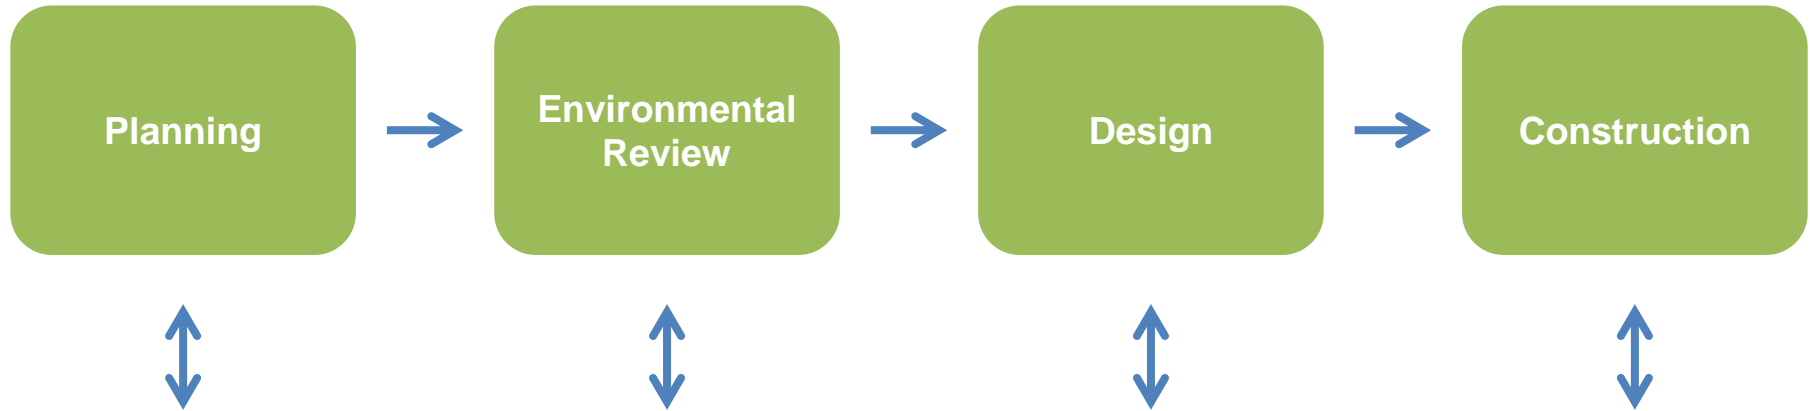 Planning
Environmental
Review
Design
Construction